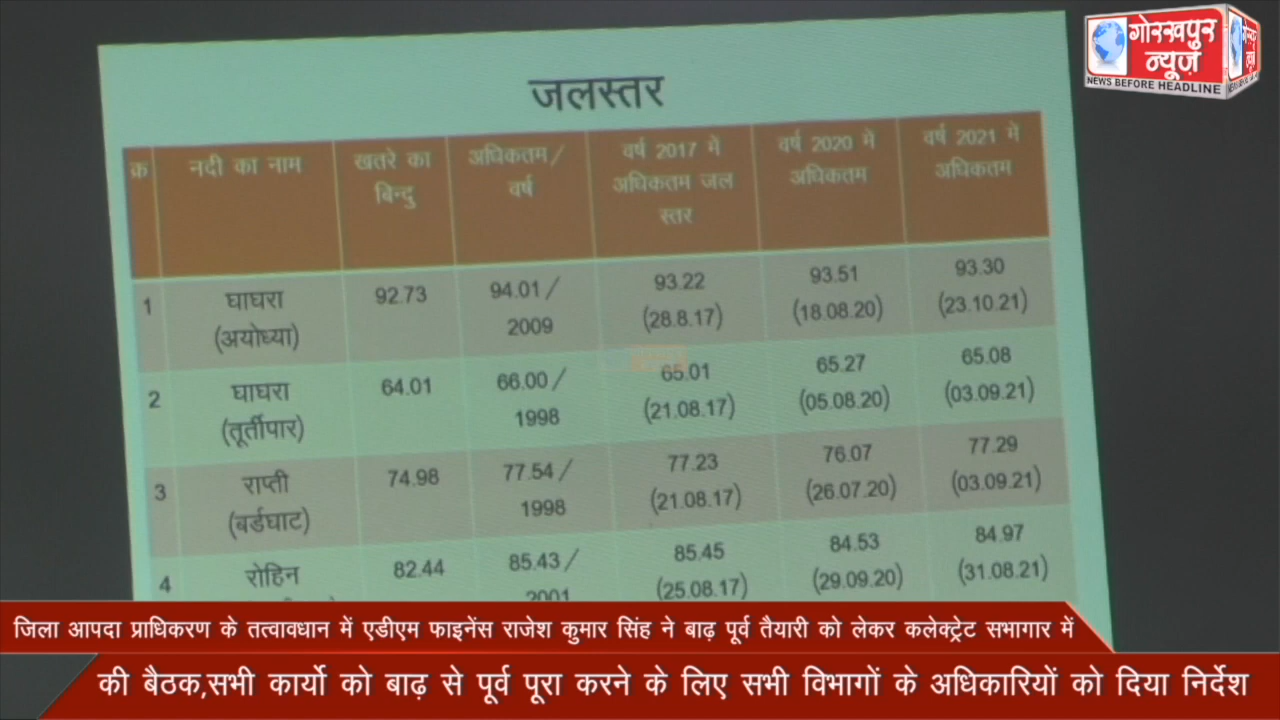 गोरखपुर
न्यूज़
NEWS BEFORE HEADLINE
जलस्तर
क्र नदी का नाम खतरे का बिन्दु अधिकतम/ वर्ष वर्ष 2017 में अधिकतम जल स्तर वर्ष 2020 में अधिकतम वर्ष 2021 में अधिकतम
1 घाघरा (अयोध्या) 92.73 94.01/ 2009 93.22 (28.8.17) 93.51 (18.08.20) 93.30 (23.10.21)
2 घाघरा (तूर्तीपार) 64.01 66.00/ 1998 65.01 (21.08.17) 65.27 (05.08.20) 65.08 (03.09.21)
3 राप्ती (बर्डघाट) 74.98 77.54/ 1998 77.23 (21.08.17) 76.07 (26.07.20) 77.29 (03.09.21)
4 रोहिन 82.44 85.43/ 2001 85.45 (25.08.17) 84.53 (29.09.20) 84.97 (31.08.21)
जिला आपदा प्राधिकरण के तत्वावधान में एडीएम फाइनेंस राजेश कुमार सिंह ने बाढ़ पूर्व तैयारी को लेकर कलेक्ट्रेट सभागार में
की बैठक,सभी कार्यो को बाढ़ से पूर्व पूरा करने के लिए सभी विभागों के अधिकारियों को दिया निर्देश